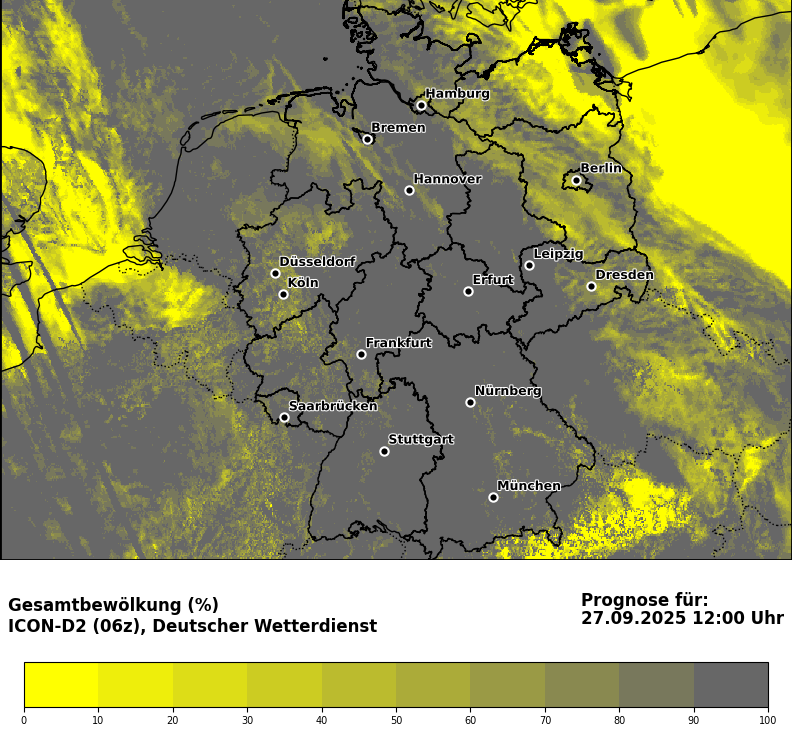 Hamburg
Bremen
Hannover
Berlin
Düsseldorf
Köln
Leipzig
Erfurt
Dresden
Frankfurt
Nürnberg
Saarbrücken
Stuttgart
München
Gesamtbewölkung (%)
ICON-D2 (06z), Deutscher Wetterdienst
Prognose für:
27.09.2025 12:00 Uhr
0 10 20 30 40 50 60 70 80 90 100